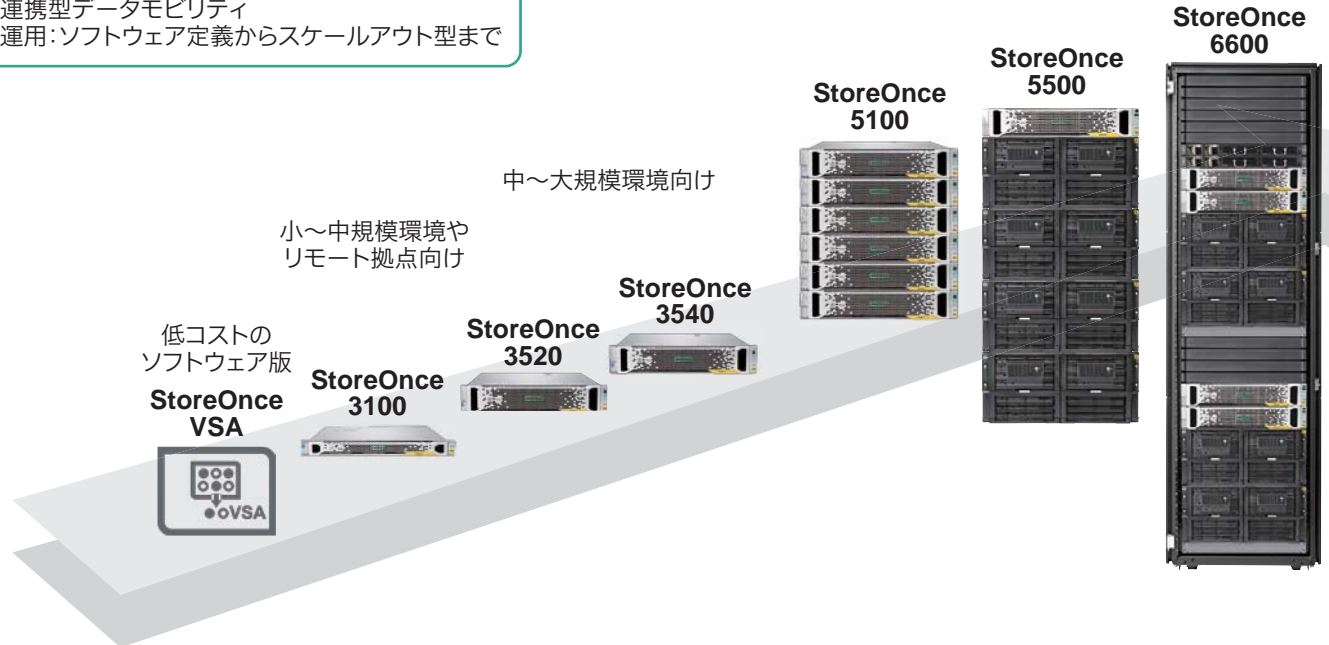 連携型データモビリティ
運用：ソフトウェア定義からスケールアウト型まで
StoreOnce
6600
StoreOnce
5500
StoreOnce
5100
中～大規模環境向け
小～中規模環境や
リモート拠点向け
StoreOnce
3540
StoreOnce
3520
低コストの
ソフトウェア版
StoreOnce
3100
StoreOnce
VSA
VSA